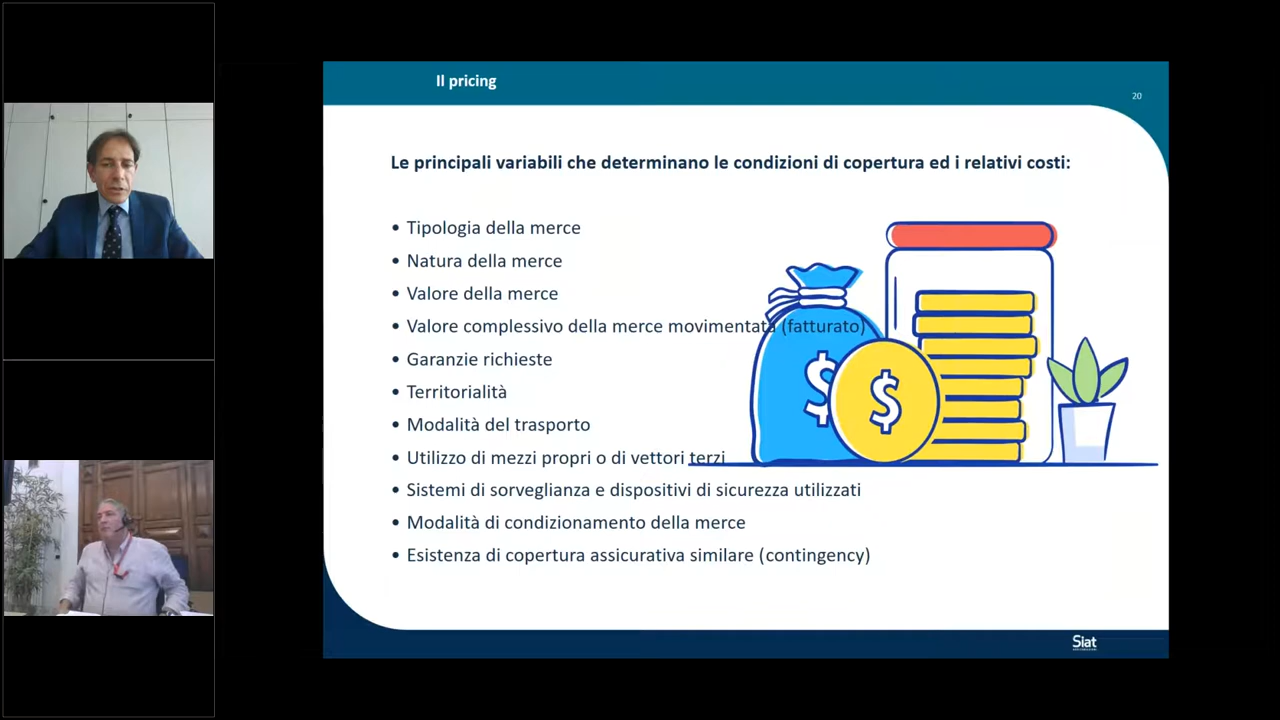 Il pricing
20
Le principali variabili che determinano le condizioni di copertura ed i relativi costi:
• Tipologia della merce
• Natura della merce
• Valore della merce
• Valore complessivo della merce movimentata (fatturato)
• Garanzie richieste
• Territorialità
• Modalità del trasporto
• Utilizzo di mezzi propri o di vettori terzi
• Sistemi di sorveglianza e dispositivi di sicurezza utilizzati
• Modalità di condizionamento della merce
• Esistenza di copertura assicurativa similare (contingency)
$
$
Siat